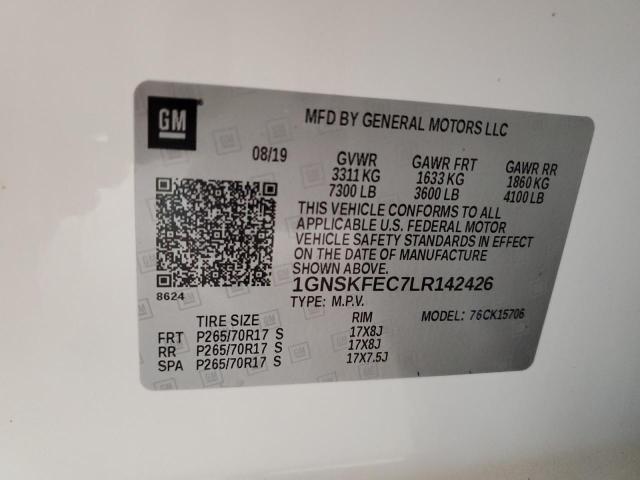 GM
MFD BY GENERAL MOTORS LLC
08/19 GVWR GAWR FRT GAWR RR
3311 KG 1633 KG 1860 KG
7300 LB 3600 LB 4100 LB
THIS VEHICLE CONFORMS TO ALL
APPLICABLE U.S. FEDERAL MOTOR
VEHICLE SAFETY STANDARDS IN EFFECT
ON THE DATE OF MANUFACTURE
SHOWN ABOVE.
8624
1GNSKFEC7LR142426
TYPE: M.P.V.
TIRE SIZE RIM MODEL: 76CK15706
FRT P265/70R17 S 17X8J
RR P265/70R17 S 17X8J
SPA P265/70R17 S 17X7.5J